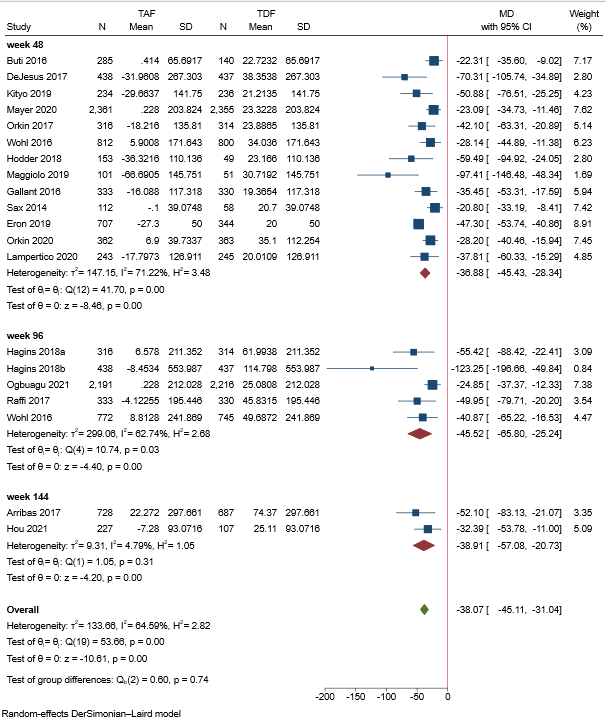 TAF TDF MD Weight
Study N Mean SD N Mean SD with 95% CI (%)
week 48
Buti 2016 285 .414 65.6917 140 22.7232 65.6917 -22.31 [ -35.60, -9.02] 7.17
DeJesus 2017 438 -31.9608 267.303 437 38.3538 267.303 -70.31 [-105.74, -34.89] 2.80
Kityo 2019 234 -29.6637 141.75 236 21.2135 141.75 -50.88 [ -76.51, -25.25] 4.23
Mayer 2020 2,361 .228 203.824 2,355 23.3228 203.824 -23.09 [ -34.73, -11.46] 7.62
Orkin 2017 316 -18.216 135.81 314 23.8865 135.81 -42.10 [ -63.31, -20.89] 5.14
Wohl 2016 812 5.9008 171.643 800 34.036 171.643 -28.14 [ -44.89, -11.38] 6.23
Hodder 2018 153 -36.3216 110.136 49 23.166 110.136 -59.49 [ -94.92, -24.05] 2.80
Maggiolo 2019 101 -66.6905 145.751 51 30.7192 145.751 -97.41 [-146.48, -48.34] 1.69
Gallant 2016 333 -16.088 117.318 330 19.3654 117.318 -35.45 [ -53.31, -17.59] 5.94
Sax 2014 112 -.1 39.0748 58 20.7 39.0748 -20.80 [ -33.19, -8.41] 7.42
Eron 2019 707 -27.3 50 344 20 50 -47.30 [ -53.74, -40.86] 8.91
Orkin 2020 362 6.9 39.7337 363 35.1 112.254 -28.20 [ -40.46, -15.94] 7.45
Lampertico 2020 243 -17.7973 126.911 245 20.0109 126.911 -37.81 [ -60.33, -15.29] 4.85
Heterogeneity: τ²= 147.15, I²= 71.22%, H²= 3.48 -36.88 [ -45.43, -28.34]
Test of θᵢ= θⱼ: Q(12) = 41.70, p = 0.00
Test of θ = 0: z = -8.46, p = 0.00
week 96
Hagins 2018a 316 6.578 211.352 314 61.9938 211.352 -55.42 [ -88.42, -22.41] 3.09
Hagins 2018b 438 -8.4534 553.987 437 114.798 553.987 -123.25 [-196.66, -49.84] 0.84
Ogbuagu 2021 2,191 .228 212.028 2,216 25.0808 212.028 -24.85 [ -37.37, -12.33] 7.38
Raffi 2017 333 -4.12255 195.446 330 45.8315 195.446 -49.95 [ -79.71, -20.20] 3.54
Wohl 2016 772 8.8128 241.869 745 49.6872 241.869 -40.87 [ -65.22, -16.53] 4.47
Heterogeneity: τ²= 299.06, I²= 62.74%, H²= 2.68 -45.52 [ -65.80, -25.24]
Test of θᵢ= θⱼ: Q(4) = 10.74, p = 0.03
Test of θ = 0: z = -4.40, p = 0.00
week 144
Arribas 2017 728 22.272 297.661 687 74.37 297.661 -52.10 [ -83.13, -21.07] 3.35
Hou 2021 227 -7.28 93.0716 107 25.11 93.0716 -32.39 [ -53.78, -11.00] 5.09
Heterogeneity: τ²= 9.31, I²= 4.79%, H²= 1.05 -38.91 [ -57.08, -20.73]
Test of θᵢ= θⱼ: Q(1) = 1.05, p = 0.31
Test of θ = 0: z = -4.20, p = 0.00
Overall -38.07 [ -45.11, -31.04]
Heterogeneity: τ²= 133.66, I²= 64.59%, H²= 2.82
Test of θᵢ= θⱼ: Q(19) = 53.66, p = 0.00
Test of θ = 0: z = -10.61, p = 0.00
Test of group differences: Qb(2) = 0.60, p = 0.74
-200 -150 -100 -50 0
Random-effects DerSimonian–Laird model